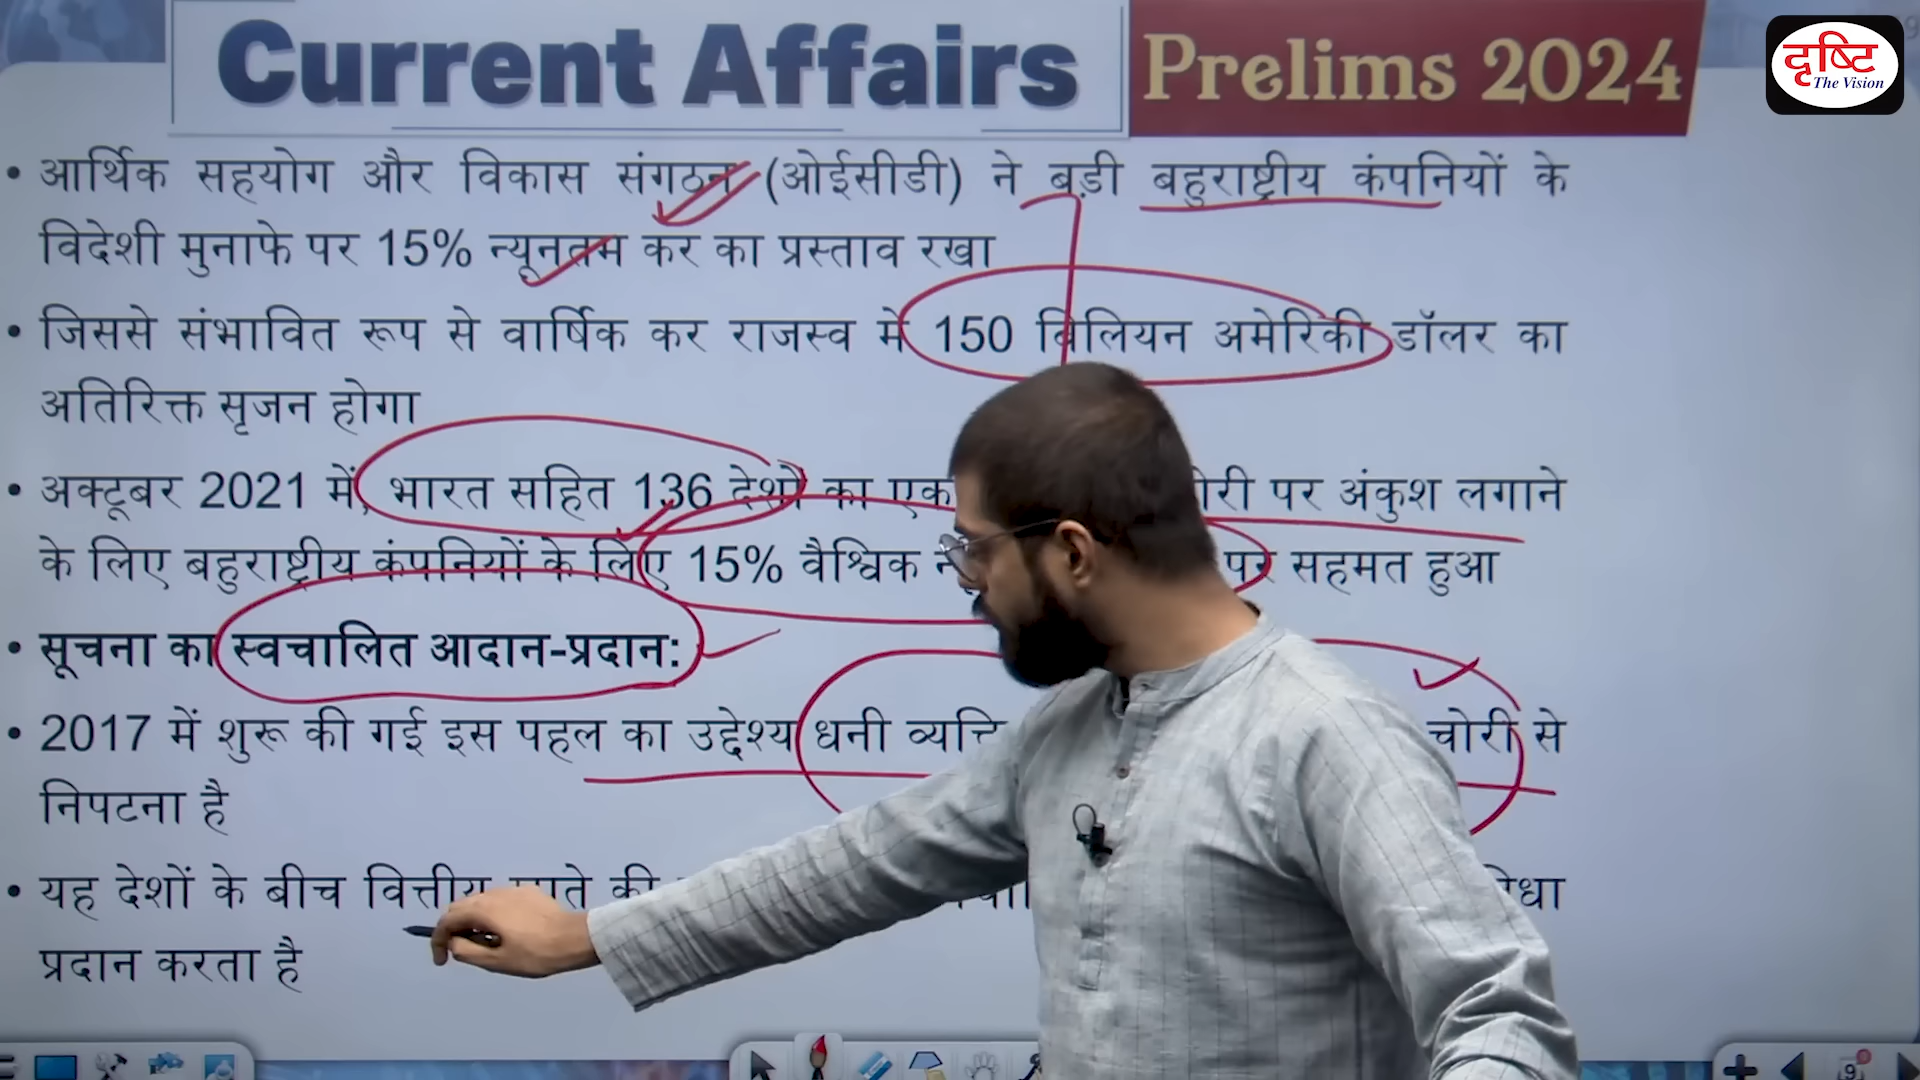 Current Affairs Prelims 2024
दृष्टि
The Vision
• आर्थिक सहयोग और विकास संगठन (ओईसीडी) ने बड़ी बहुराष्ट्रीय कंपनियों के
विदेशी मुनाफे पर 15% न्यूनतम कर का प्रस्ताव रखा
• जिससे संभावित रूप से वार्षिक कर राजस्व में 150 बिलियन अमेरिकी डॉलर का
अतिरिक्त सृजन होगा
• अक्टूबर 2021 में, भारत सहित 136 देशों का एक पर अंकुश लगाने
के लिए बहुराष्ट्रीय कंपनियों के लिए 15% वैश्विक पर सहमत हुआ
• सूचना का स्वचालित आदान-प्रदान:
• 2017 में शुरू की गई इस पहल का उद्देश्य धनी चोरी से
निपटना है
• यह देशों के बीच वित्तीय की
प्रदान करता है
9